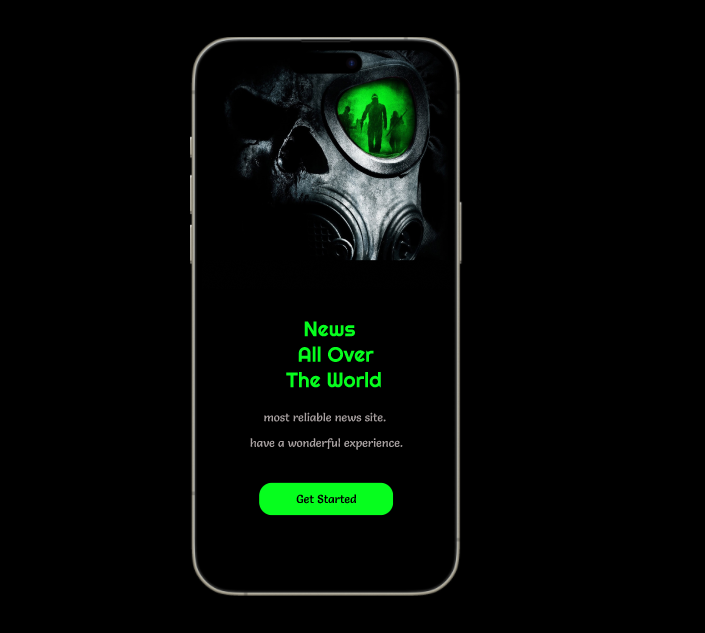 News
All Over
The World
most reliable news site.
have a wonderful experience.
Get Started